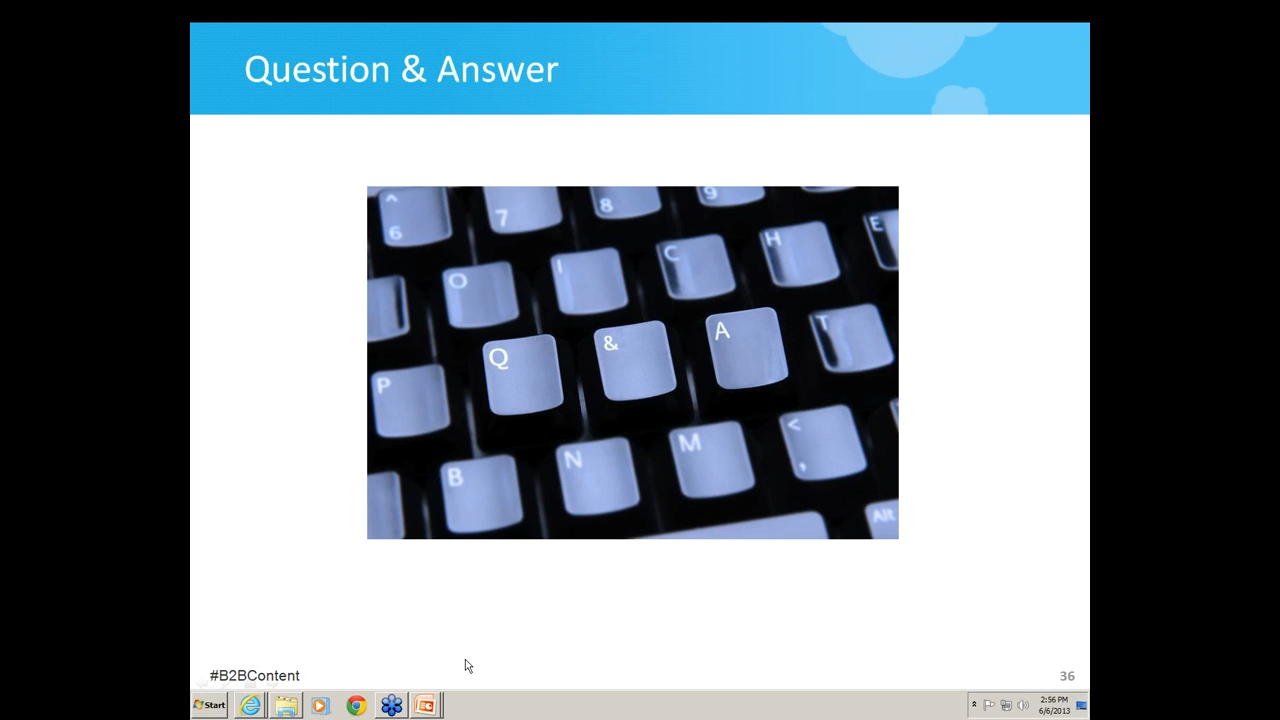 Question & Answer
^ 7 8 9
6
O I C H E
Q & A T
P
B N M <
,
Alt
#B2BContent
36
Start
2:56 PM
6/6/2013